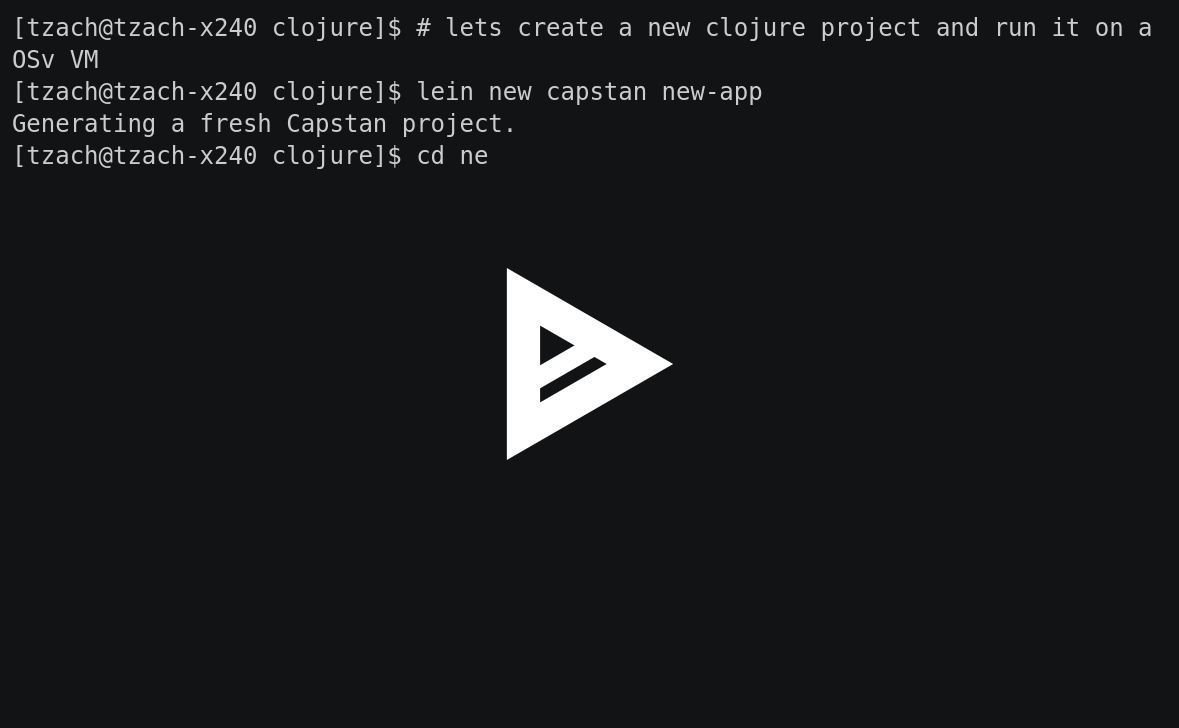 [tzach@tzach-x240 clojure]$ # lets create a new clojure project and run it on a
OSv VM
[tzach@tzach-x240 clojure]$ lein new capstan new-app
Generating a fresh Capstan project.
[tzach@tzach-x240 clojure]$ cd ne